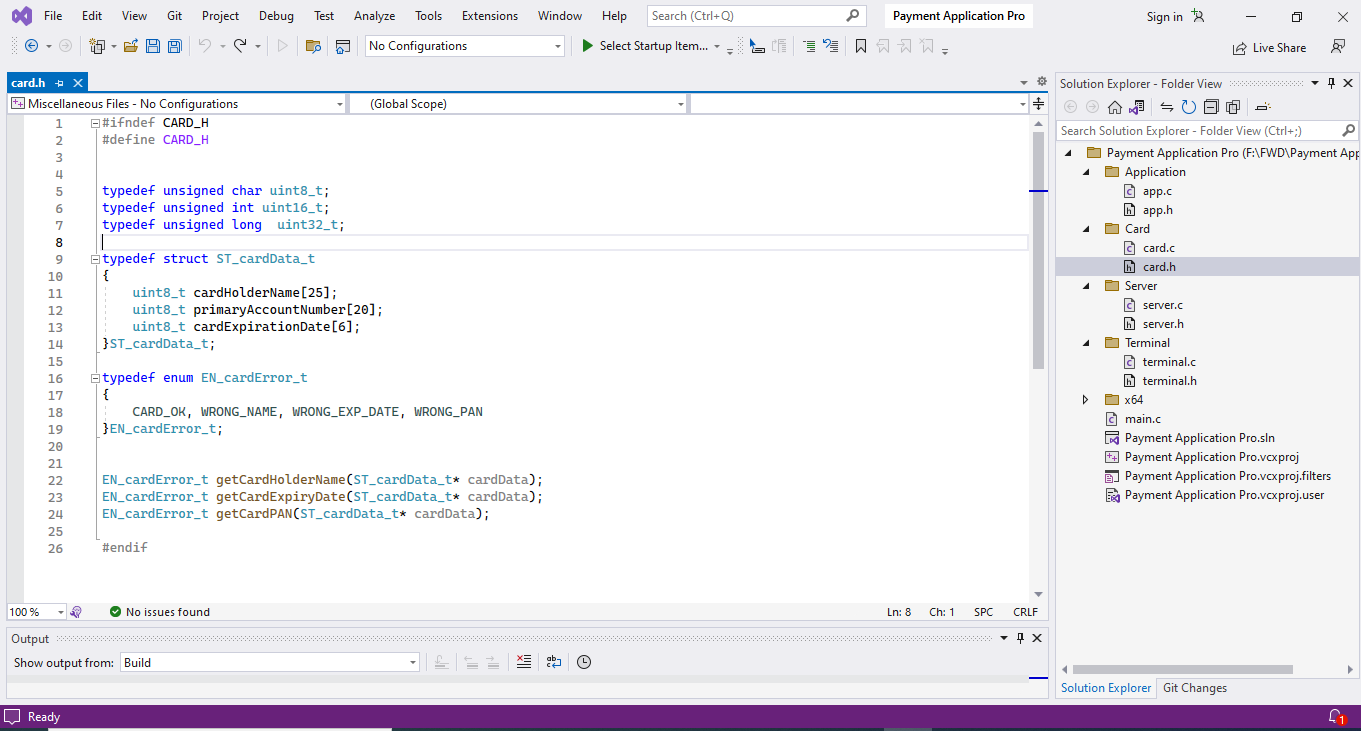 File Edit View Git Project Debug Test Analyze Tools Extensions Window Help Search (Ctrl+Q) Payment Application Pro Sign in
No Configurations Select Startup Item... Live Share
card.h
Miscellaneous Files - No Configurations (Global Scope)
1 #ifndef CARD_H
2 #define CARD_H
3
4
5 typedef unsigned char uint8_t;
6 typedef unsigned int uint16_t;
7 typedef unsigned long  uint32_t;
8
9 typedef struct ST_cardData_t
10 {
11 uint8_t cardHolderName[25];
12 uint8_t primaryAccountNumber[20];
13 uint8_t cardExpirationDate[6];
14 }ST_cardData_t;
15
16 typedef enum EN_cardError_t
17 {
18 CARD_OK, WRONG_NAME, WRONG_EXP_DATE, WRONG_PAN
19 }EN_cardError_t;
20
21
22 EN_cardError_t getCardHolderName(ST_cardData_t* cardData);
23 EN_cardError_t getCardExpiryDate(ST_cardData_t* cardData);
24 EN_cardError_t getCardPAN(ST_cardData_t* cardData);
25
26 #endif
100 % No issues found Ln: 8 Ch: 1 SPC CRLF
Output
Show output from: Build
Solution Explorer - Folder View
Search Solution Explorer - Folder View (Ctrl+;)
Payment Application Pro (F:\FWD\Payment App
Application
app.c
app.h
Card
card.c
card.h
Server
server.c
server.h
Terminal
terminal.c
terminal.h
x64
main.c
Payment Application Pro.sln
Payment Application Pro.vcxproj
Payment Application Pro.vcxproj.filters
Payment Application Pro.vcxproj.user
Solution Explorer Git Changes
Ready 1